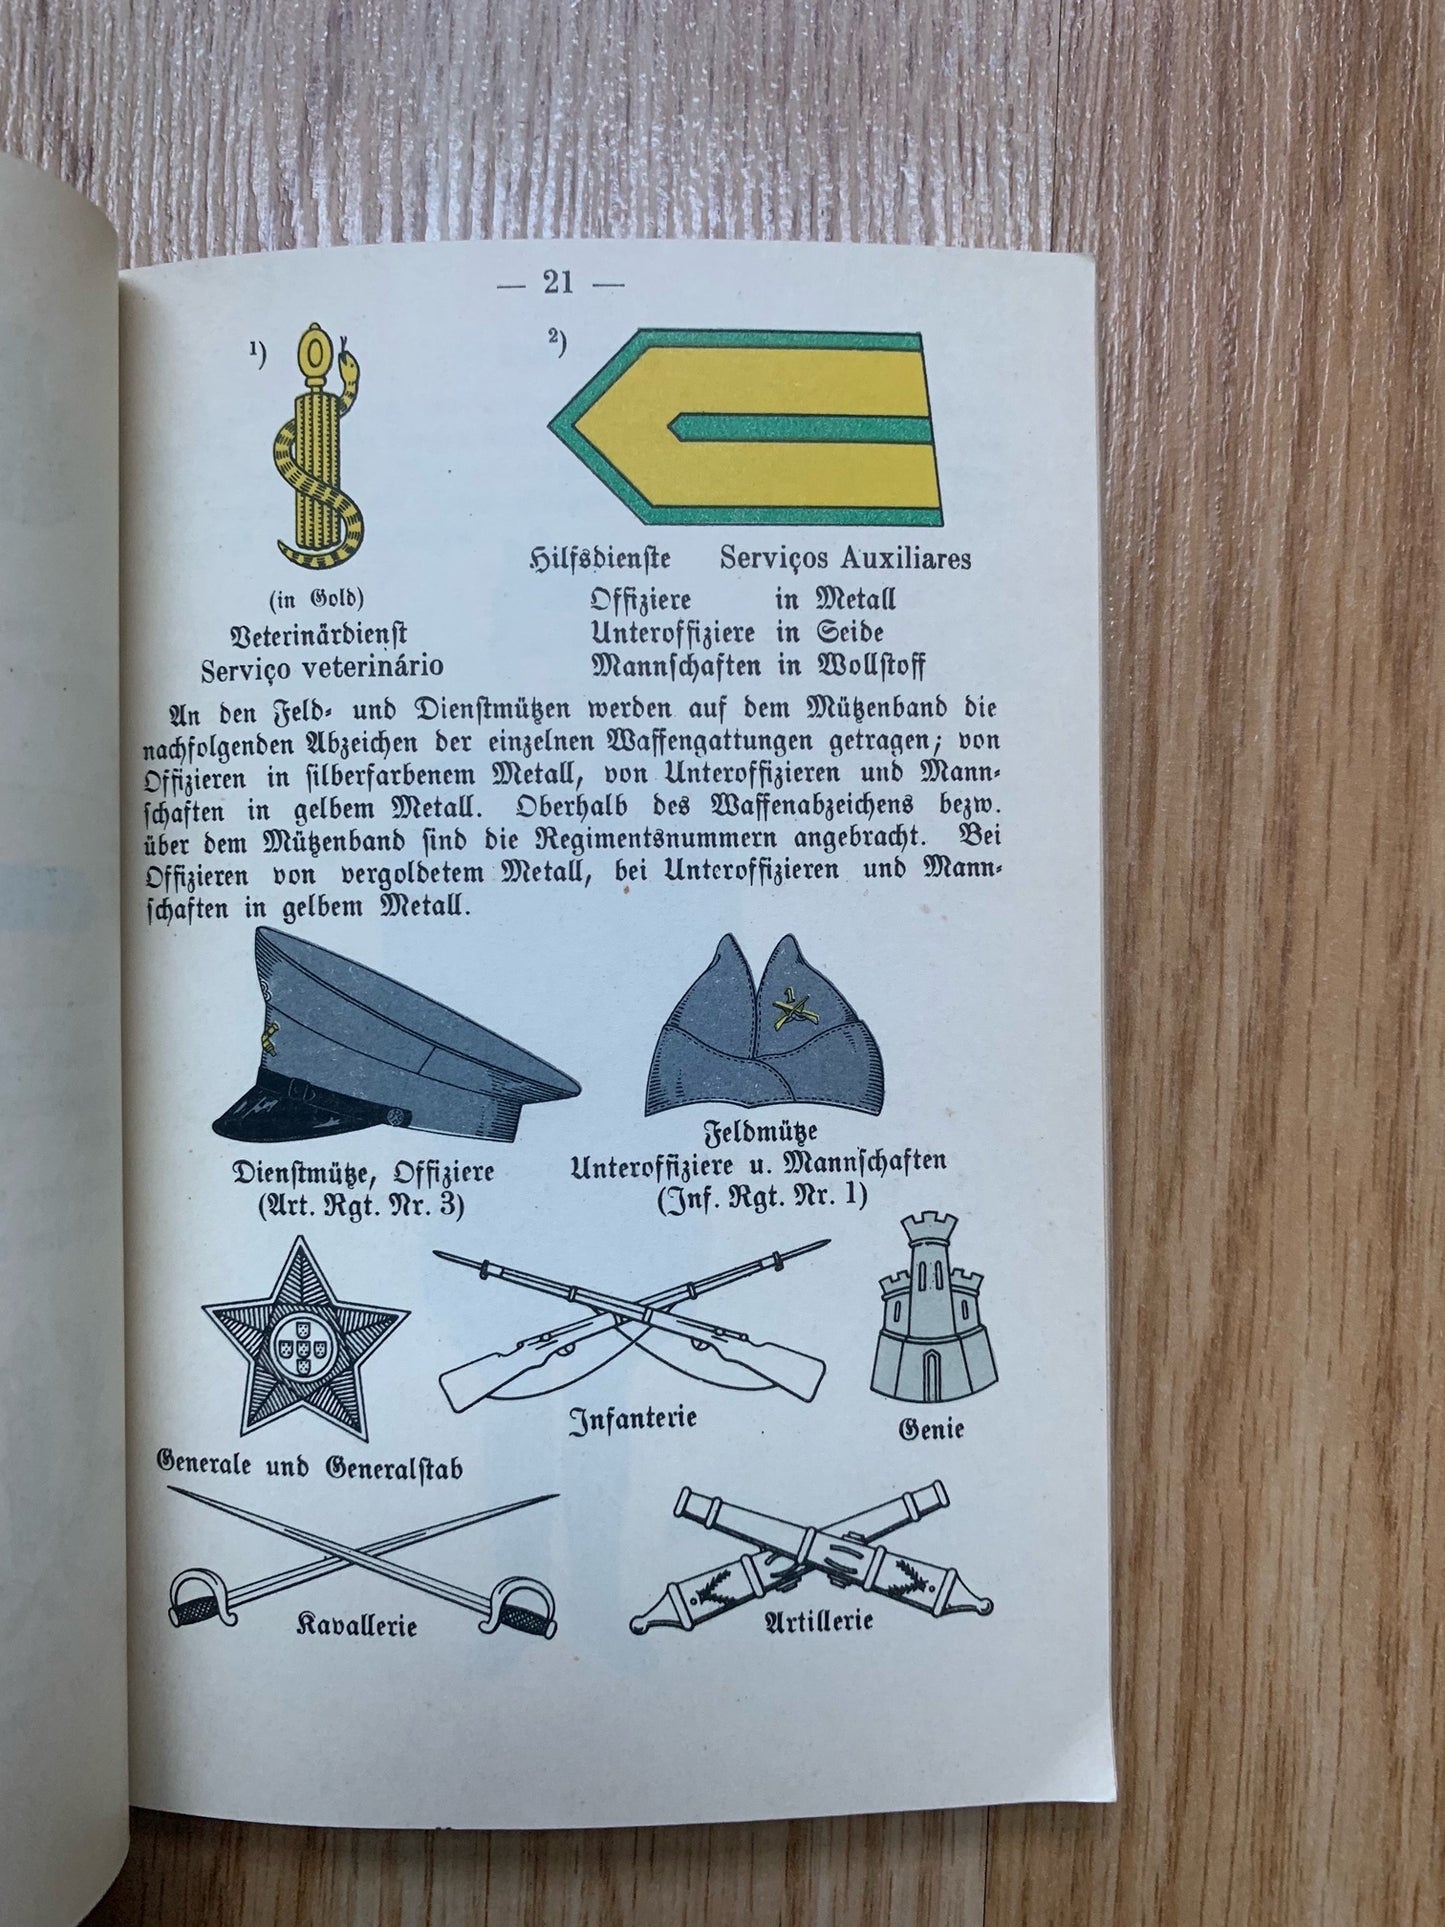 — 21 —
1)
2)
(in Gold)
Veterinärdienst
Serviço veterinário
Hilfsdienste Serviços Auxiliares
Offiziere in Metall
Unteroffiziere in Seide
Mannschaften in Wollstoff
An den Feld- und Dienstmützen werden auf dem Mützenband die
nachfolgenden Abzeichen der einzelnen Waffengattungen getragen; von
Offizieren in silberfarbenem Metall, von Unteroffizieren und Mann-
schaften in gelbem Metall. Oberhalb des Waffenabzeichens bezw.
über dem Mützenband sind die Regimentsnummern angebracht. Bei
Offizieren von vergoldetem Metall, bei Unteroffizieren und Mann-
schaften in gelbem Metall.
Dienstmütze, Offiziere
(Art. Rgt. Nr. 3)
Feldmütze
Unteroffiziere u. Mannschaften
(Inf. Rgt. Nr. 1)
Generale und Generalstab
Infanterie
Genie
Kavallerie
Artillerie